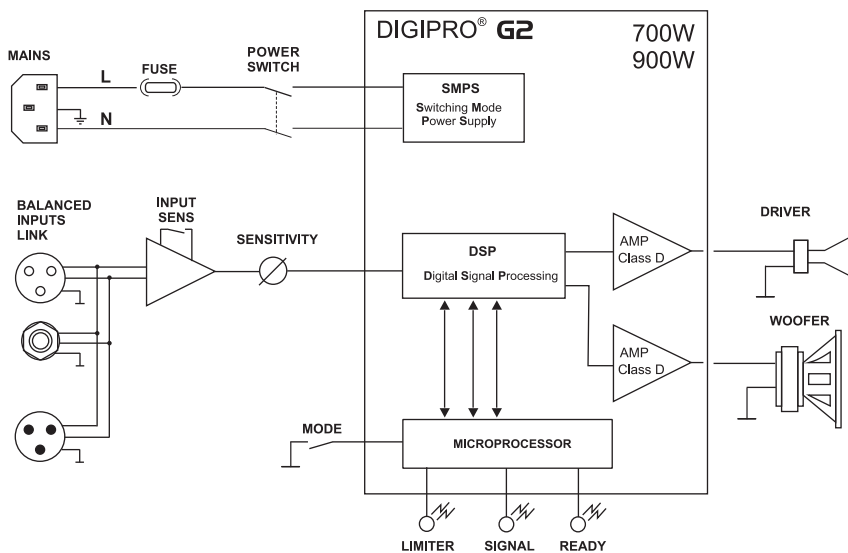 DIGIPRO® G2
700W
900W
MAINS
L
FUSE
POWER
SWITCH
N
SMPS
Switching Mode
Power Supply
BALANCED
INPUTS
LINK
INPUT
SENS
SENSITIVITY
DSP
Digital Signal Processing
AMP
Class D
DRIVER
AMP
Class D
WOOFER
MODE
MICROPROCESSOR
LIMITER
SIGNAL
READY